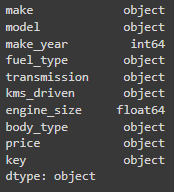 make object
model object
make_year int64
fuel_type object
transmission object
kms_driven object
engine_size float64
body_type object
price object
key object
dtype: object